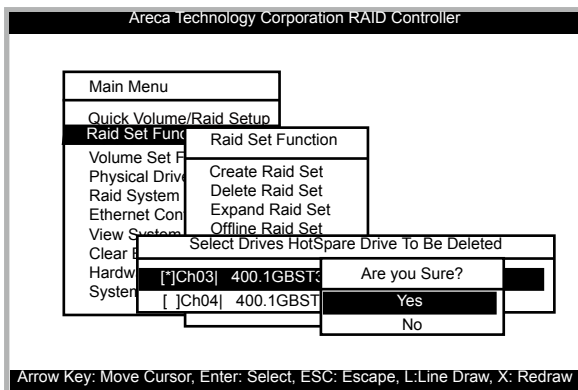 Areca Technology Corporation RAID Controller
Main Menu
Quick Volume/Raid Setup
Raid Set Func
Volume Set F
Physical Driv
Raid System
Ethernet Con
View System
Clear E
Hardw
System
Raid Set Function
Create Raid Set
Delete Raid Set
Expand Raid Set
Offline Raid Set
Select Drives HotSpare Drive To Be Deleted
[*]Ch03| 400.1GBST3
[ ]Ch04| 400.1GBST
Are you Sure?
Yes
No
Arrow Key: Move Cursor, Enter: Select, ESC: Escape, L:Line Draw, X: Redraw